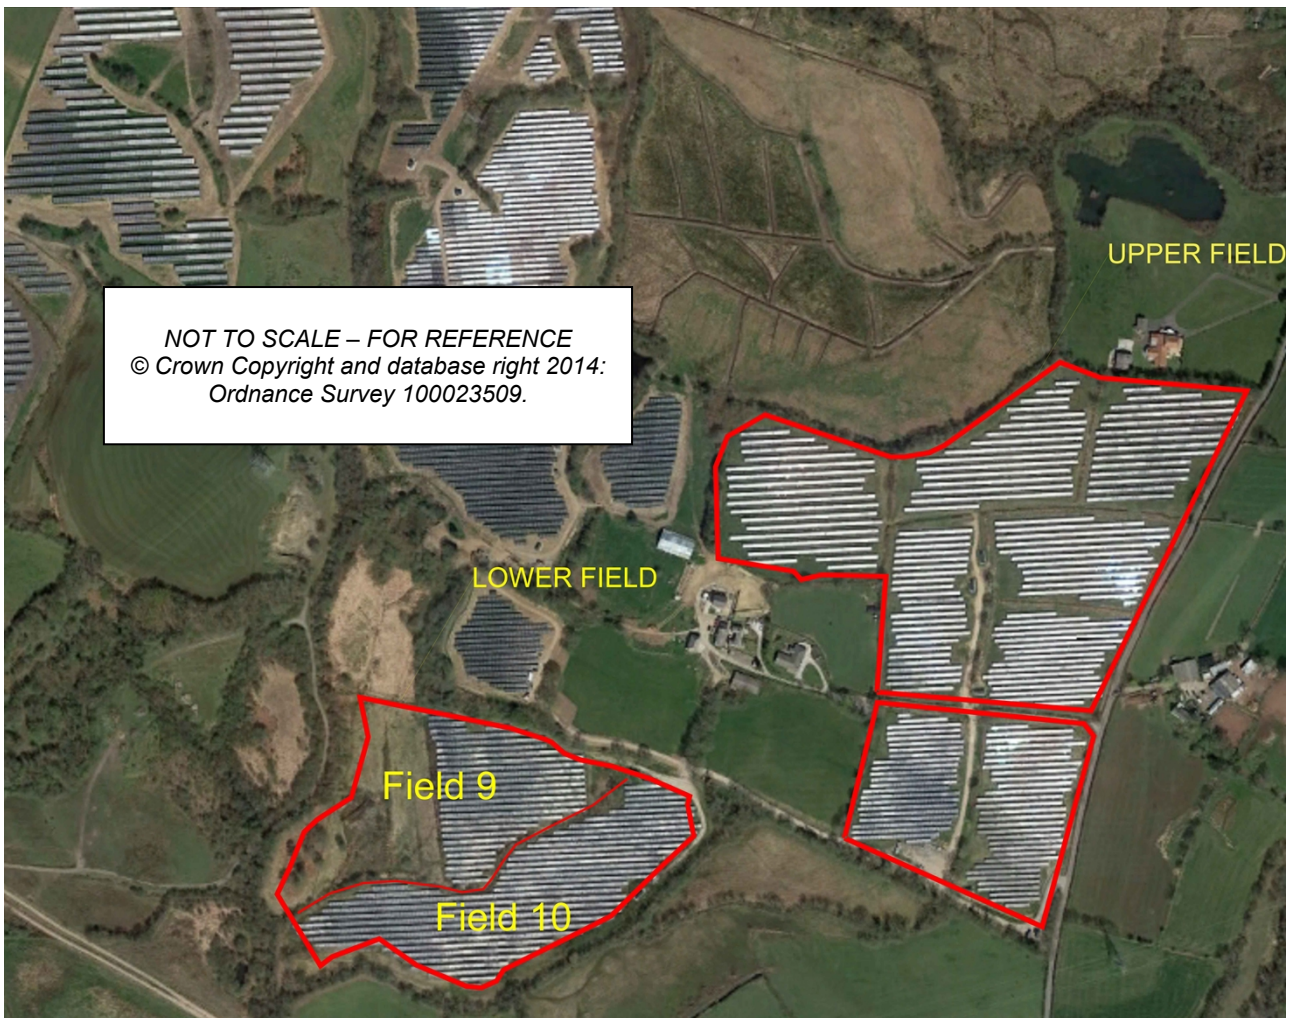 UPPER FIELD
NOT TO SCALE – FOR REFERENCE
© Crown Copyright and database right 2014:
Ordnance Survey 100023509.
LOWER FIELD
Field 9
Field 10